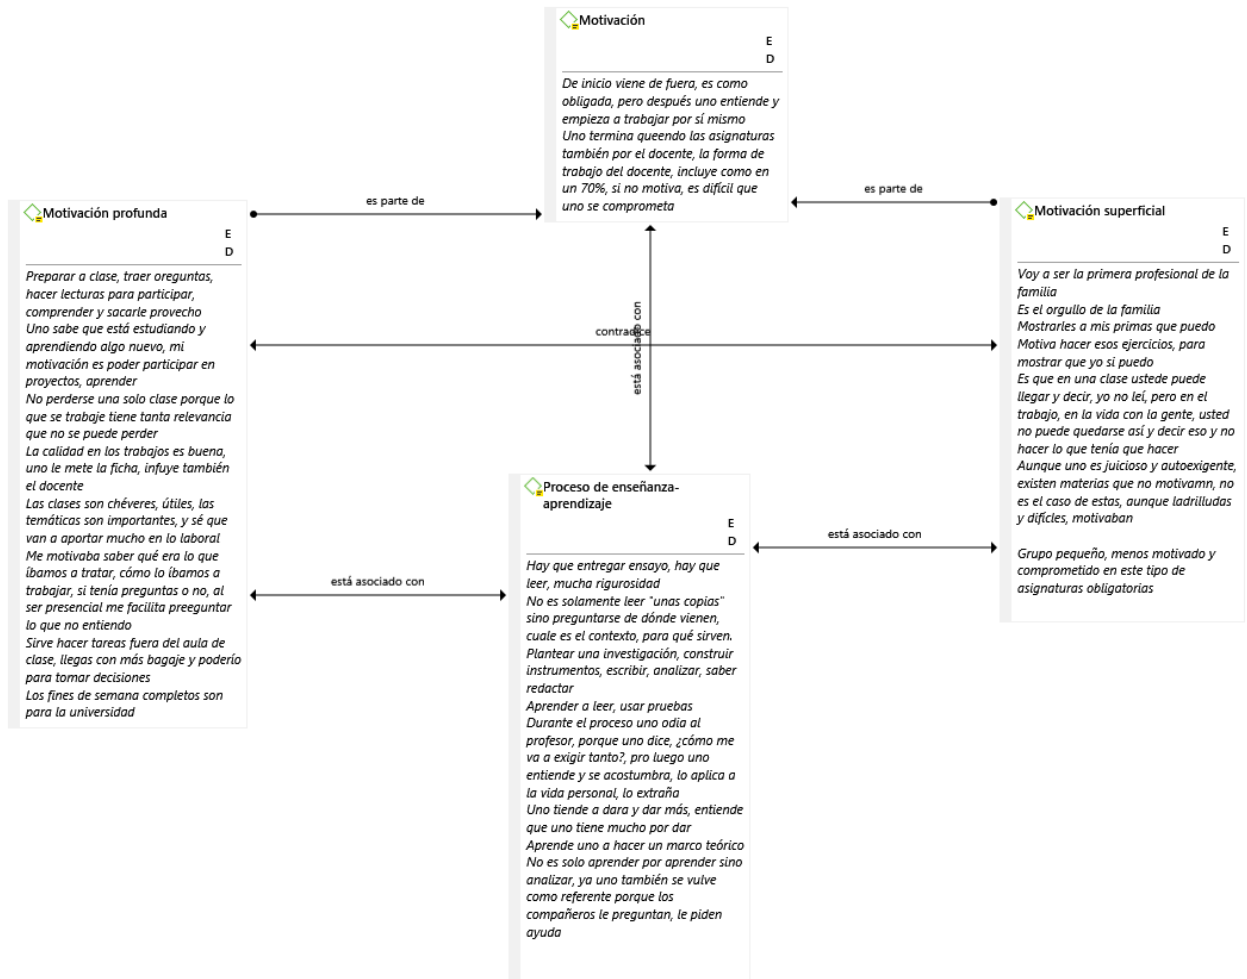 Motivación
E
D
De inicio viene de fuera, es como
obligada, pero después uno entiende y
empieza a trabajar por sí mismo
Uno termina queendo las asignaturas
también por el docente, la forma de
trabajo del docente, incluye como en
un 70%, si no motiva, es difícil que
uno se comprometa
es parte de
es parte de
Motivación profunda
E
D
Preparar a clase, traer oreguntas,
hacer lecturas para participar,
comprender y sacarle provecho
Uno sabe que está estudiando y
aprendiendo algo nuevo, mi
motivación es poder participar en
proyectos, aprender
No perderse una solo clase porque lo
que se trabaje tiene tanta relevancia
que no se puede perder
La calidad en los trabajos es buena,
uno le mete la ficha, infuye también
el docente
Las clases son chéveres, útiles, las
temáticas son importantes, y sé que
van a aportar mucho en lo laboral
Me motivaba saber qué era lo que
íbamos a tratar, cómo lo íbamos a
trabajar, si tenía preguntas o no, al
ser presencial me facilita preeguntar
lo que no entiendo
Sirve hacer tareas fuera del aula de
clase, llegas con más bagaje y poderío
para tomar decisiones
Los fines de semana completos son
para la universidad
contradice
está asociado con
Motivación superficial
E
D
Voy a ser la primera profesional de la
familia
Es el orgullo de la familia
Mostrarles a mis primas que puedo
Motiva hacer esos ejercicios, para
mostrar que yo si puedo
Es que en una clase ustede puede
llegar y decir, yo no leí, pero en el
trabajo, en la vida con la gente, usted
no puede quedarse así y decir eso y no
hacer lo que tenía que hacer
Aunque uno es juicioso y autoexigente,
existen materias que no motivamn, no
es el caso de estas, aunque ladrilludas
y difíciles, motivaban
Grupo pequeño, menos motivado y
comprometido en este tipo de
asignaturas obligatorias
está asociado con
está asociado con
Proceso de enseñanza-
aprendizaje
E
D
Hay que entregar ensayo, hay que
leer, mucha rigurosidad
No es solamente leer "unas copias"
sino preguntarse de dónde vienen,
cuale es el contexto, para qué sirven.
Plantear una investigación, construir
instrumentos, escribir, analizar, saber
redactar
Aprender a leer, usar pruebas
Durante el proceso uno odia al
profesor, porque uno dice, ¿cómo me
va a exigir tanto?, pro luego uno
entiende y se acostumbra, lo aplica a
la vida personal, lo extraña
Uno tiende a dara y dar más, entiende
que uno tiene mucho por dar
Aprende uno a hacer un marco teórico
No es solo aprender por aprender sino
analizar, ya uno también se vulve
como referente porque los
compañeros le preguntan, le piden
ayuda